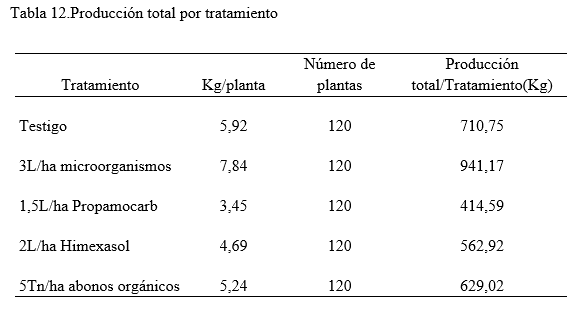 Tabla 12.Producción total por tratamiento
Tratamiento Kg/planta Número de plantas Producción total/Tratamiento(Kg)
Testigo 5,92 120 710,75
3L/ha microorganismos 7,84 120 941,17
1,5L/ha Propamocarb 3,45 120 414,59
2L/ha Himexasol 4,69 120 562,92
5Tn/ha abonos orgánicos 5,24 120 629,02